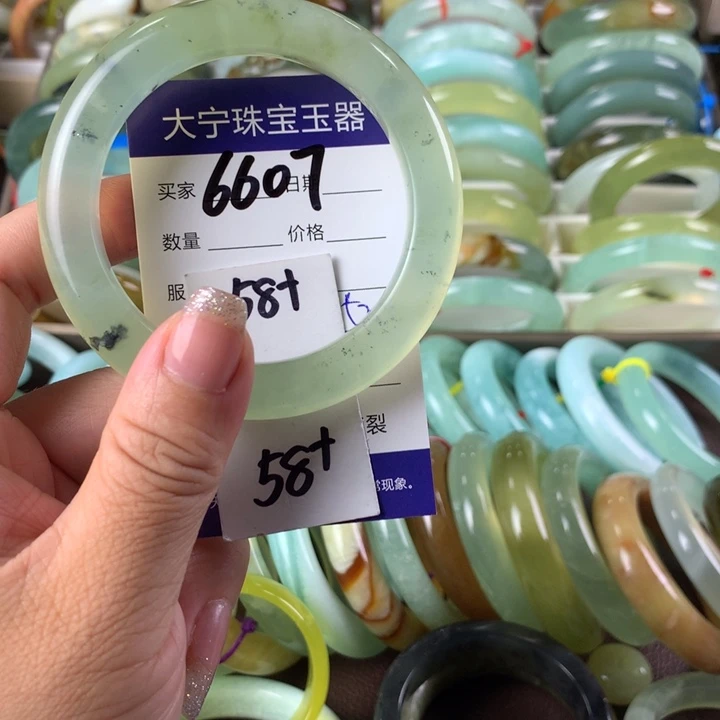 大宁珠宝玉器
买家 6607 日期
数量 价格
服 58+
裂
58+
常现象。